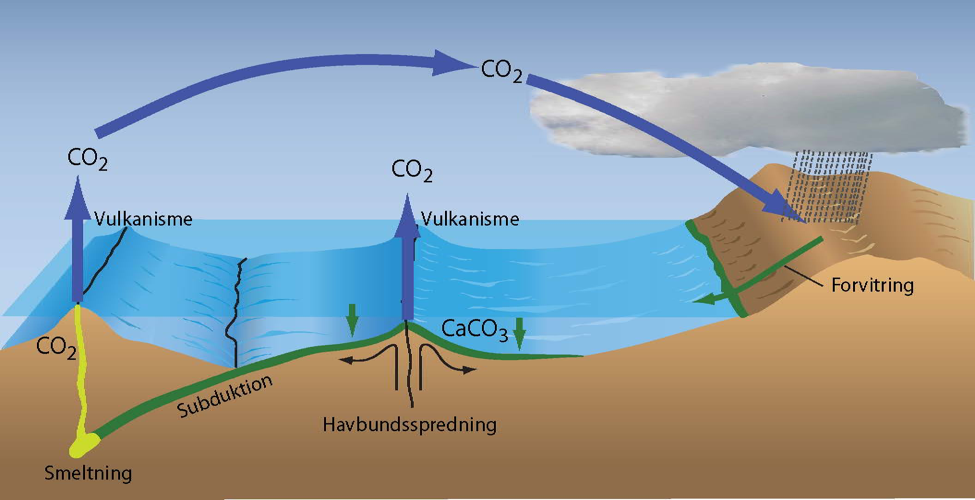 CO₂
CO₂
CO₂
Vulkanisme
Vulkanisme
Forvitring
CaCO₃
CO₂
Subduktion
Havbundsspredning
Smeltning